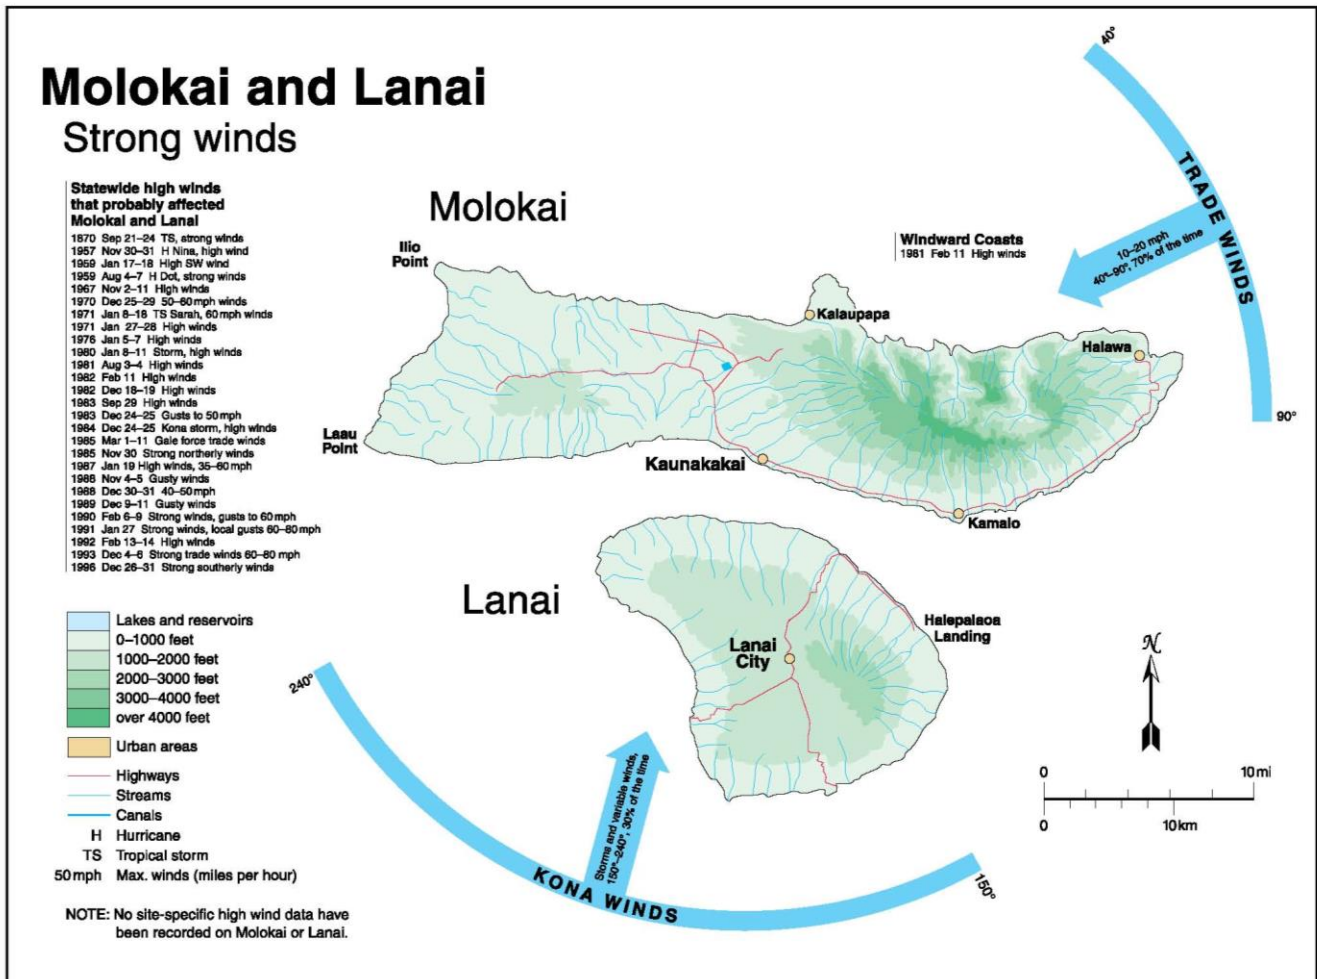 Molokai and Lanai
Strong winds
Statewide high winds
that probably affected
Molokai and Lanai
1870 Sep 21–24 TS, strong winds
1957 Nov 30–31 H Nina, high wind
1959 Jan 17–18 High SW wind
1959 Aug 4–7 H Dot, strong winds
1967 Nov 2–11 High winds
1970 Dec 25–29 50–60 mph winds
1971 Jan 8–18 TS Sarah, 60 mph winds
1971 Jan 27–28 High winds
1976 Jan 5–7 High winds
1980 Jan 8–11 Storm, high winds
1981 Aug 3–4 High winds
1982 Feb 11 High winds
1982 Dec 18–19 High winds
1983 Sep 29 High winds
1983 Dec 24–25 Gusts to 50 mph
1984 Dec 24–25 Kona storm, high winds
1985 Mar 1–11 Gale force trade winds
1985 Nov 30 Strong northerly winds
1987 Jan 19 High winds, 35–60 mph
1988 Nov 4–5 Gusty winds
1988 Dec 30–31 40–50 mph
1989 Dec 9–11 Gusty winds
1990 Feb 6–9 Strong winds, gusts to 60 mph
1991 Jan 27 Strong winds, local gusts 60–80 mph
1992 Feb 13–14 High winds
1993 Dec 4–6 Strong trade winds 60–80 mph
1996 Dec 26–31 Strong southerly winds
Molokai
Ilio
Point
Laau
Point
Kalaupapa
Windward Coasts
1981 Feb 11 High winds
Halawa
Kaunakakai
Kamalo
40°
TRADE WINDS
10–20 mph
40°–90°, 70% of the time
90°
Lanai
Lanai
City
Halepalaoa
Landing
240°
KONA WINDS
Storms and variable winds,
150°–240°, 30% of the time
150°
N
0 10 mi
0 10 km
Lakes and reservoirs
0–1000 feet
1000–2000 feet
2000–3000 feet
3000–4000 feet
over 4000 feet
Urban areas
Highways
Streams
Canals
H Hurricane
TS Tropical storm
50 mph Max. winds (miles per hour)
NOTE: No site-specific high wind data have
been recorded on Molokai or Lanai.